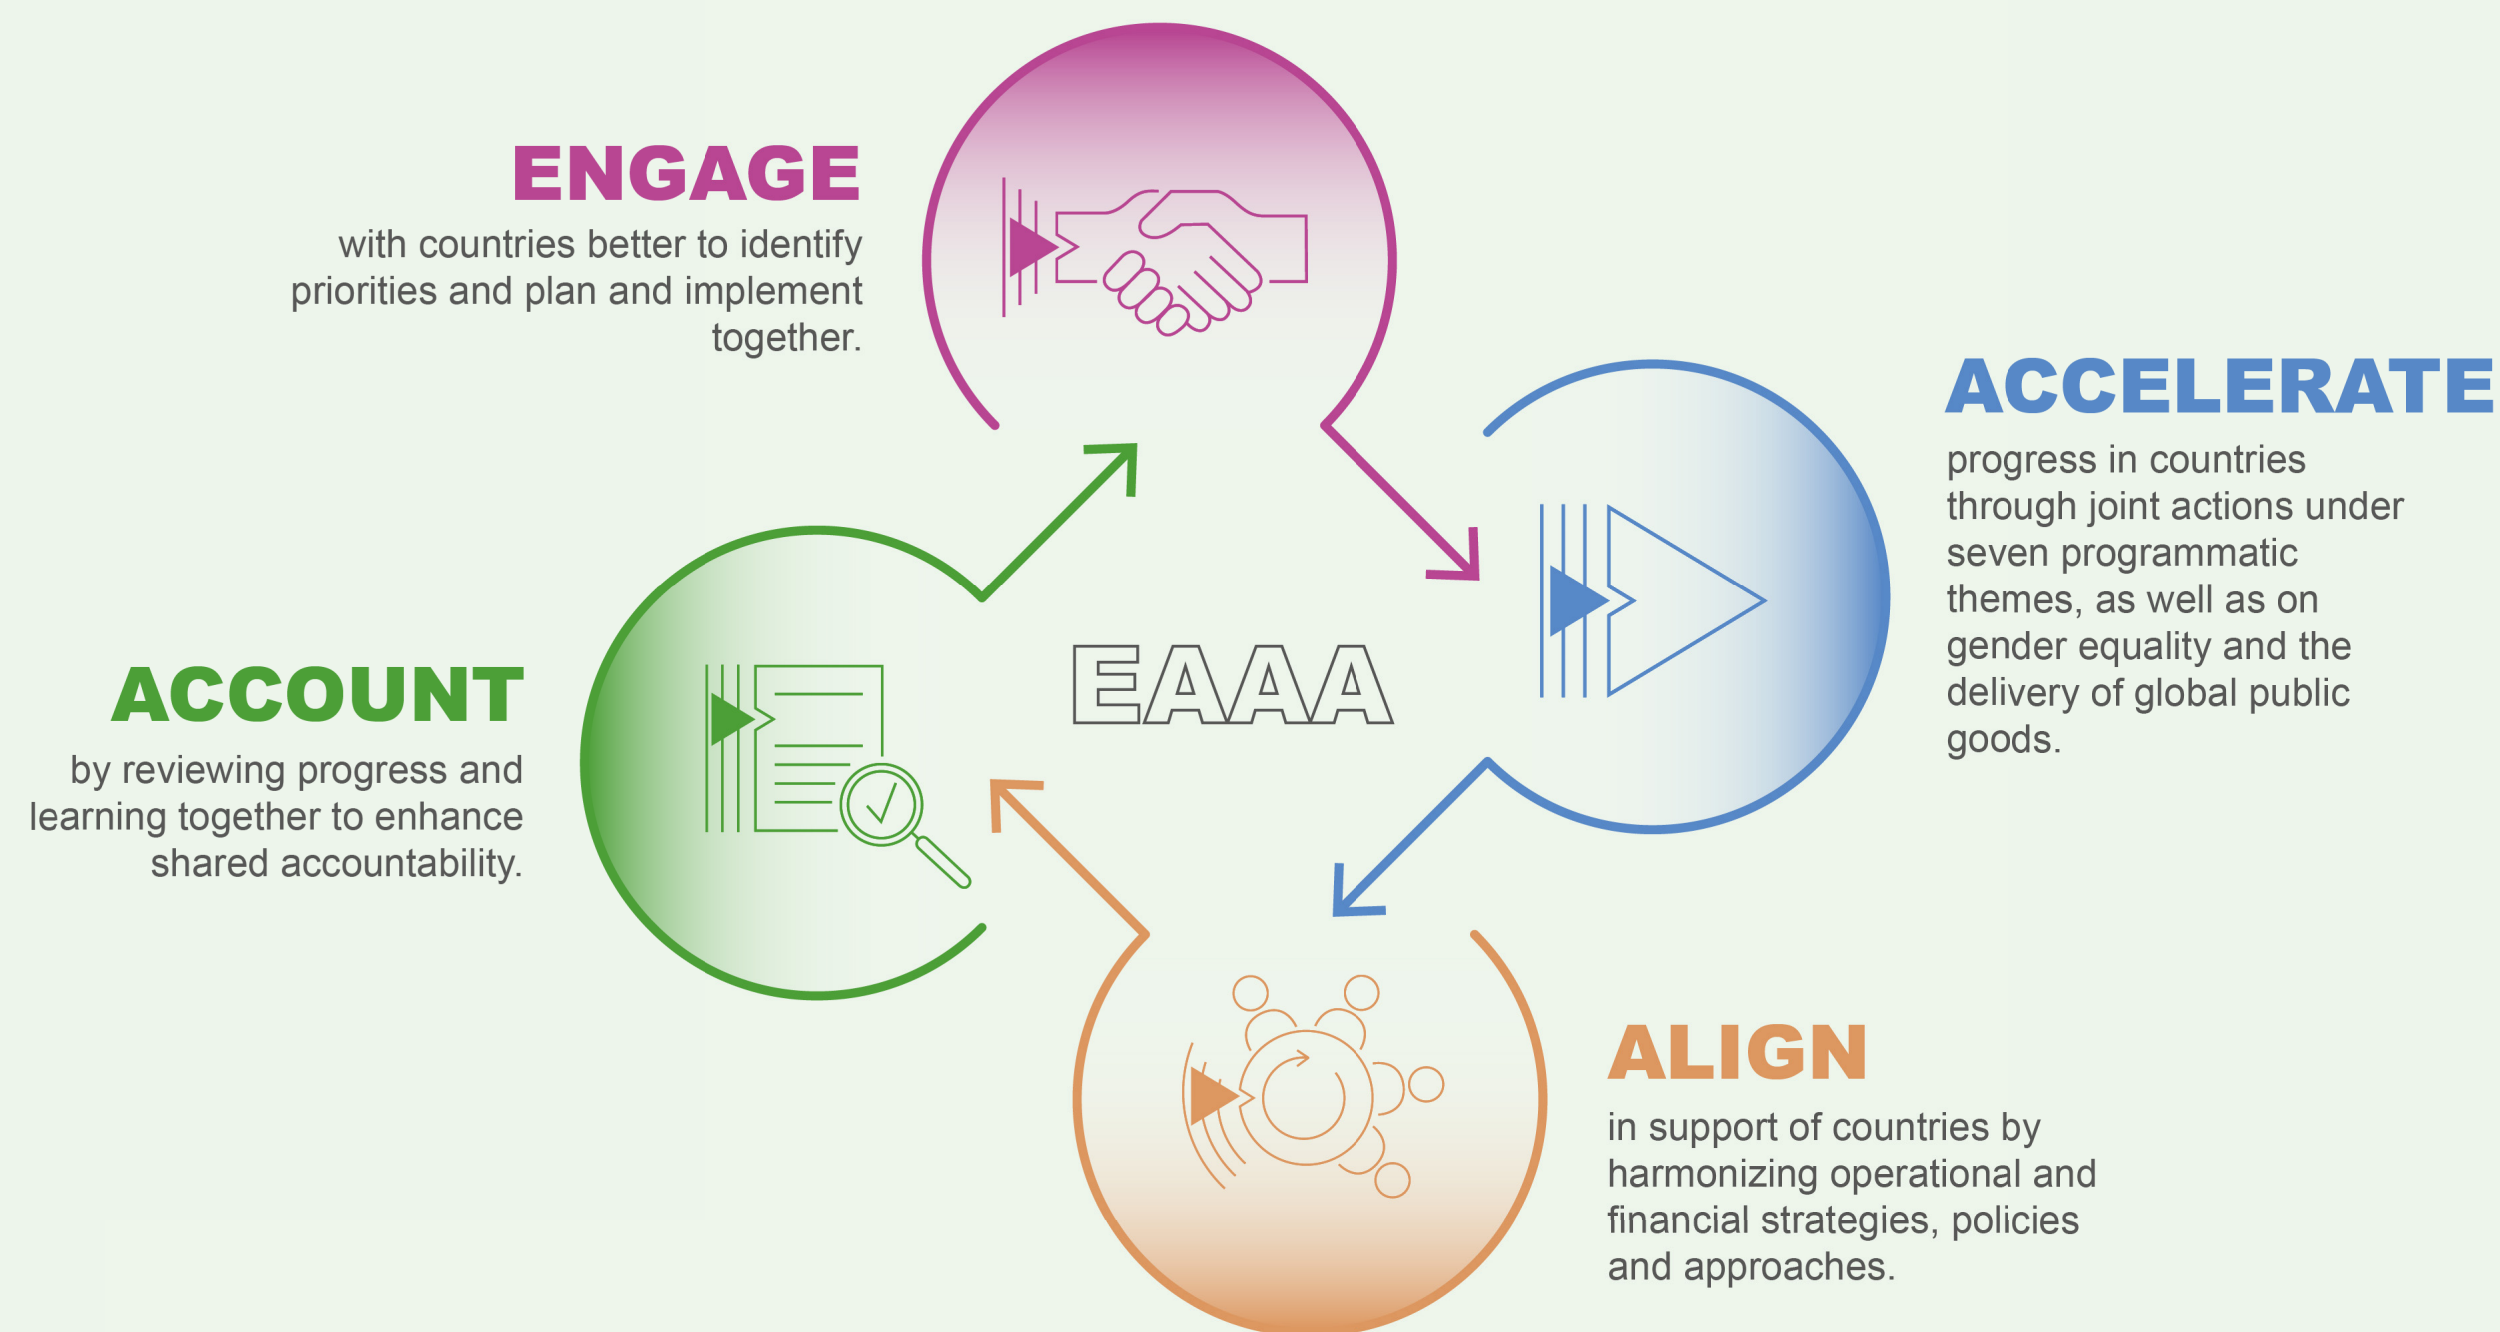 ENGAGE
with countries better to identify
priorities and plan and implement
together.
ACCELERATE
progress in countries
through joint actions under
seven programmatic
themes, as well as on
gender equality and the
delivery of global public
goods.
EAAA
ACCOUNT
by reviewing progress and
learning together to enhance
shared accountability.
ALIGN
in support of countries by
harmonizing operational and
financial strategies, policies
and approaches.